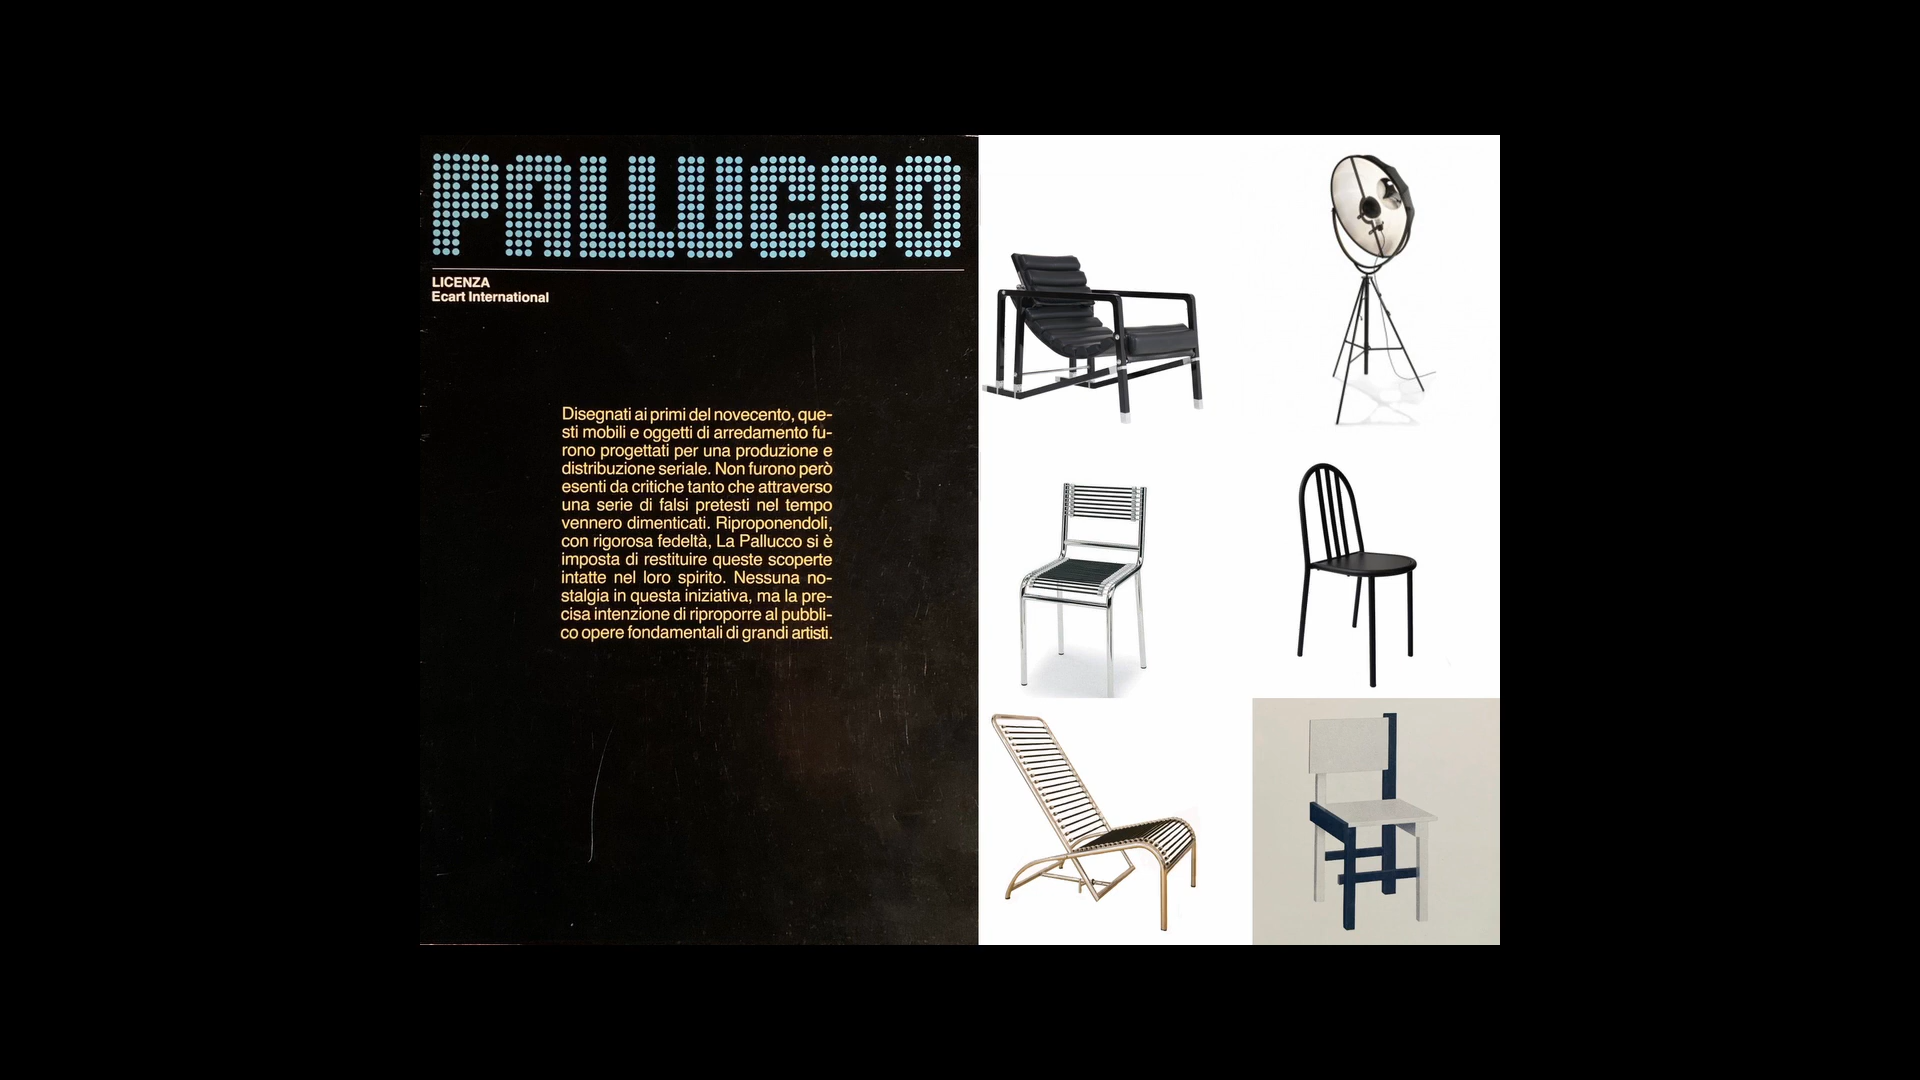 PALLUCCO
LICENZA
Ecart International
Disegnati ai primi del novecento, que-
sti mobili e oggetti di arredamento fu-
rono progettati per una produzione e
distribuzione seriale. Non furono però
esenti da critiche tanto che attraverso
una serie di falsi pretesti nel tempo
vennero dimenticati. Riproponendoli,
con rigorosa fedeltà, La Pallucco si è
imposta di restituire queste scoperte
intatte nel loro spirito. Nessuna no-
stalgia in questa iniziativa, ma la pre-
cisa intenzione di riproporre al pubbli-
co opere fondamentali di grandi artisti.